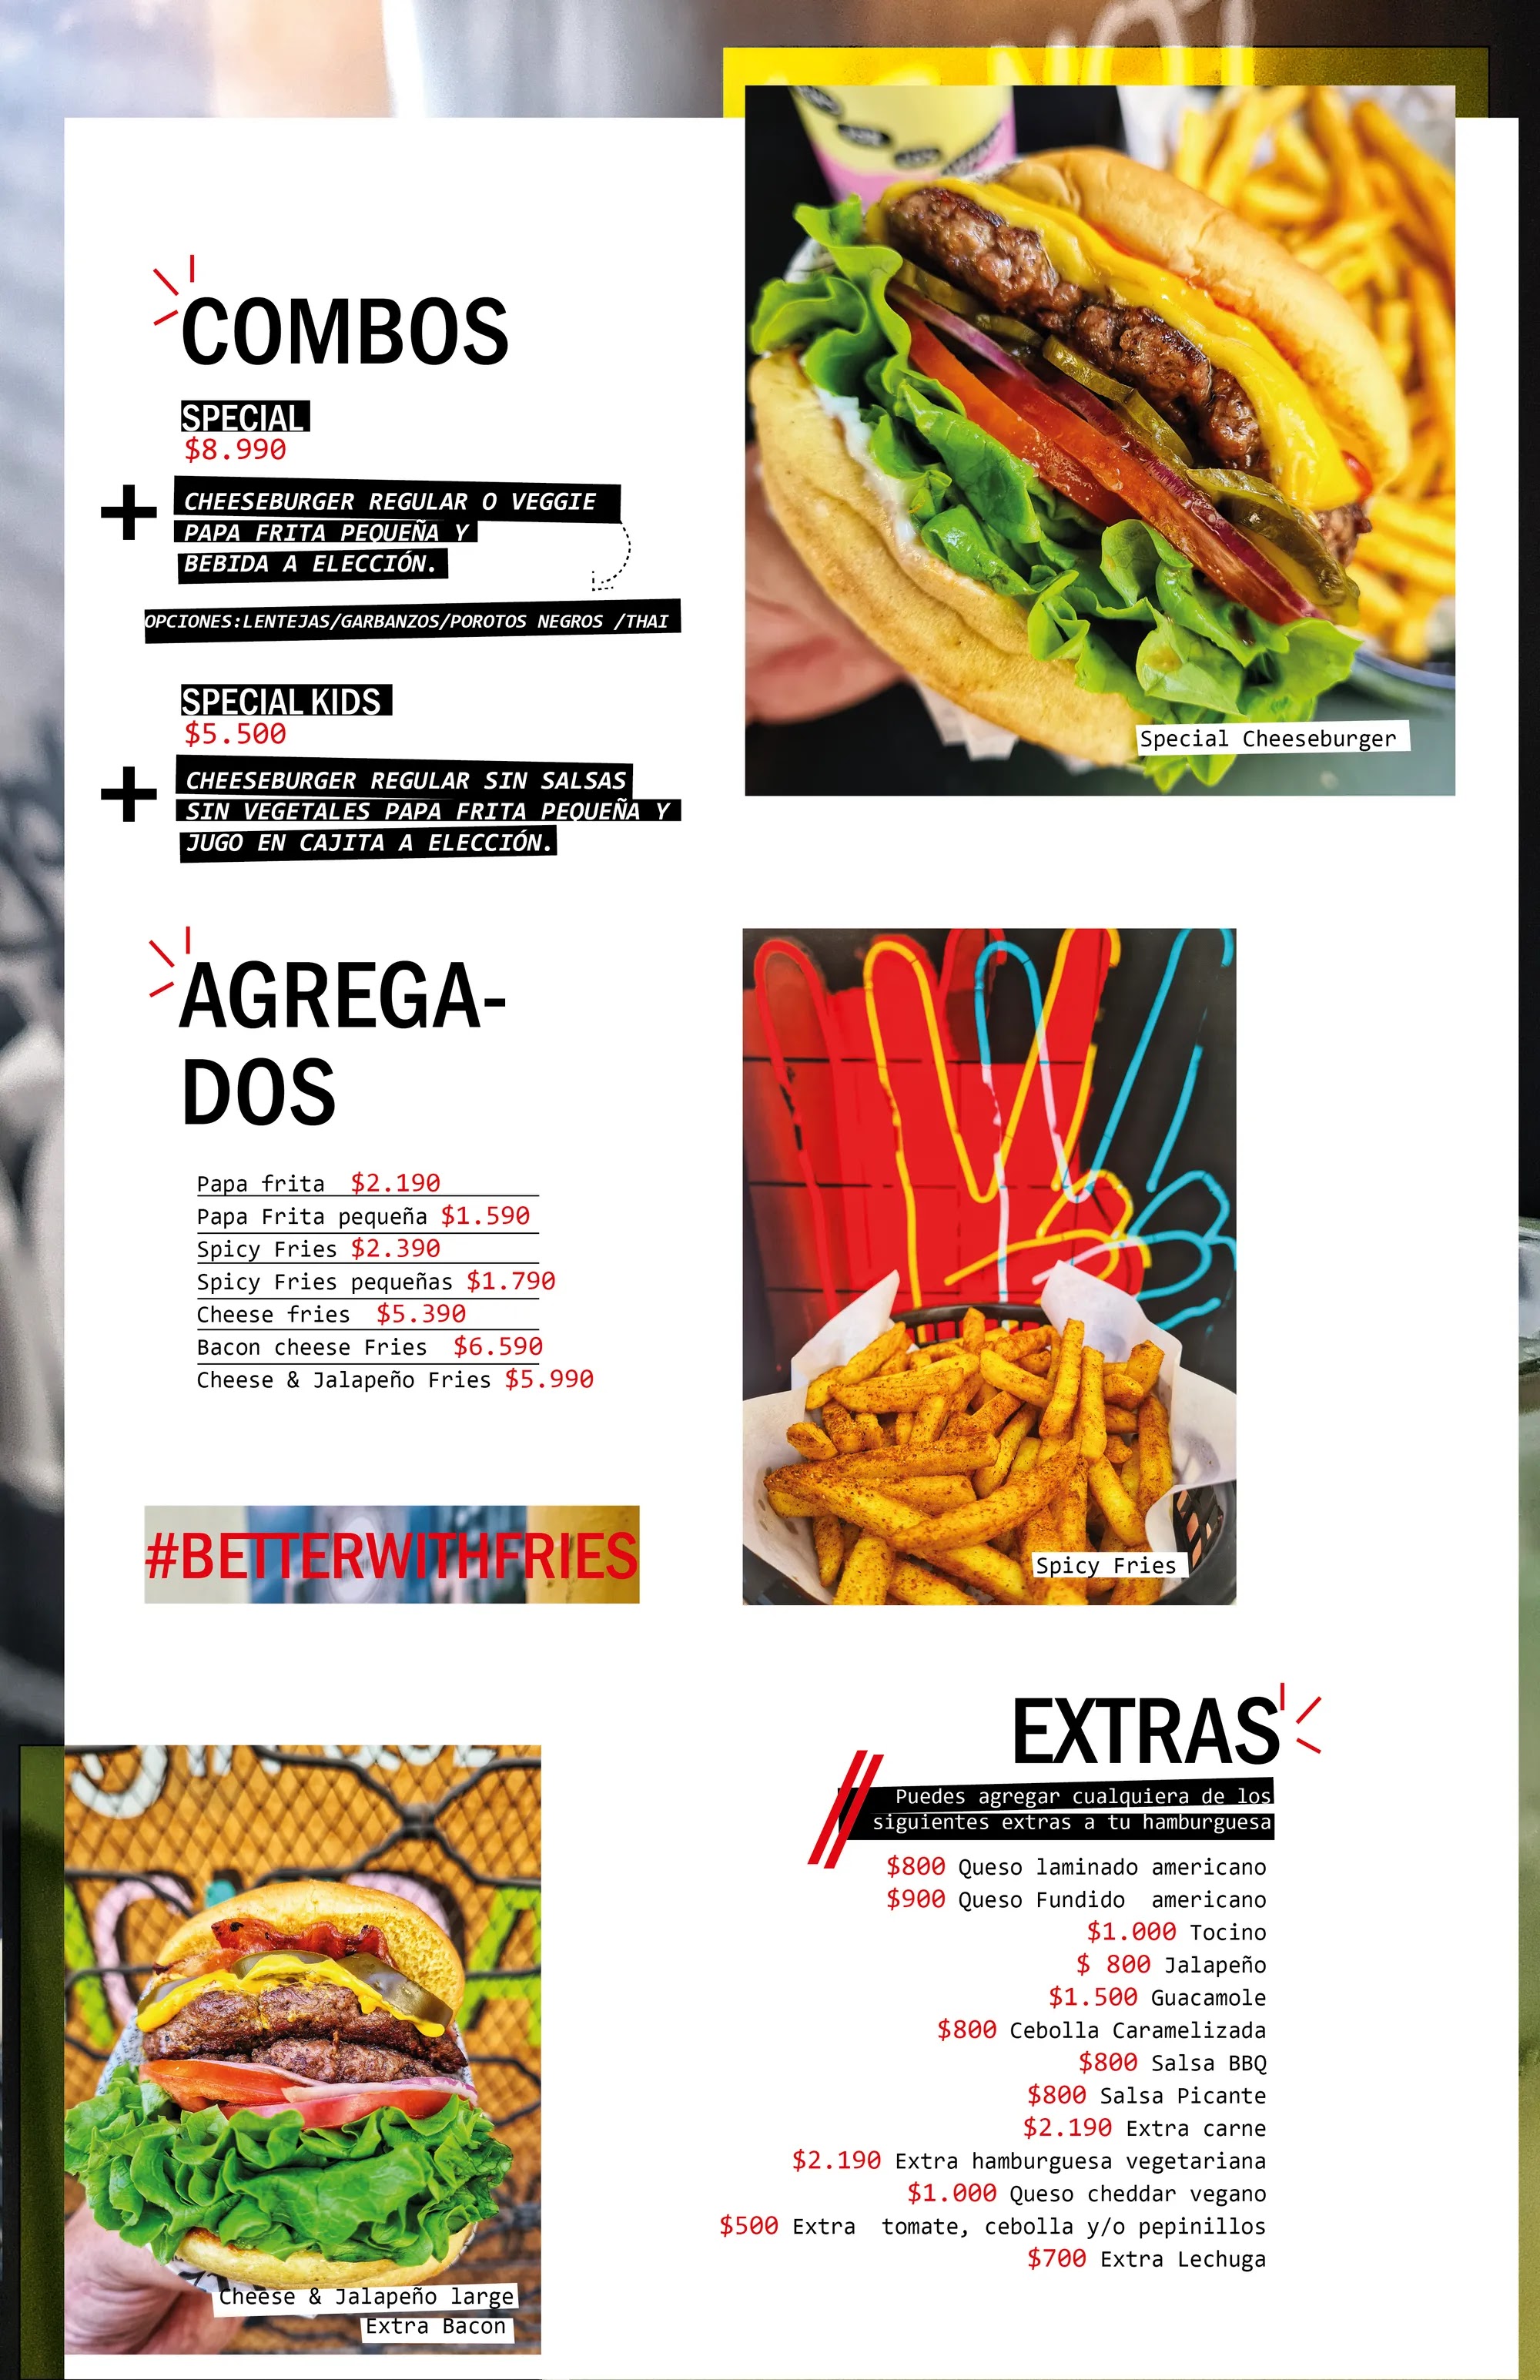 NOT
COMBOS
SPECIAL
$8.990
+ CHEESEBURGER REGULAR O VEGGIE
PAPA FRITA PEQUEÑA Y
BEBIDA A ELECCIÓN.
OPCIONES:LENTEJAS/GARBANZOS/POROTOS NEGROS /THAI
SPECIAL KIDS
$5.500
+ CHEESEBURGER REGULAR SIN SALSAS
SIN VEGETALES PAPA FRITA PEQUEÑA Y
JUGO EN CAJITA A ELECCIÓN.
Special Cheeseburger
AGREGA-
DOS
Papa frita $2.190
Papa Frita pequeña $1.590
Spicy Fries $2.390
Spicy Fries pequeñas $1.790
Cheese fries $5.390
Bacon cheese Fries $6.590
Cheese & Jalapeño Fries $5.990
#BETTERWITHFRIES
Spicy Fries
EXTRAS
Puedes agregar cualquiera de los
siguientes extras a tu hamburguesa
$800 Queso laminado americano
$900 Queso Fundido americano
$1.000 Tocino
$ 800 Jalapeño
$1.500 Guacamole
$800 Cebolla Caramelizada
$800 Salsa BBQ
$800 Salsa Picante
$2.190 Extra carne
$2.190 Extra hamburguesa vegetariana
$1.000 Queso cheddar vegano
$500 Extra tomate, cebolla y/o pepinillos
$700 Extra Lechuga
Cheese & Jalapeño large
Extra Bacon